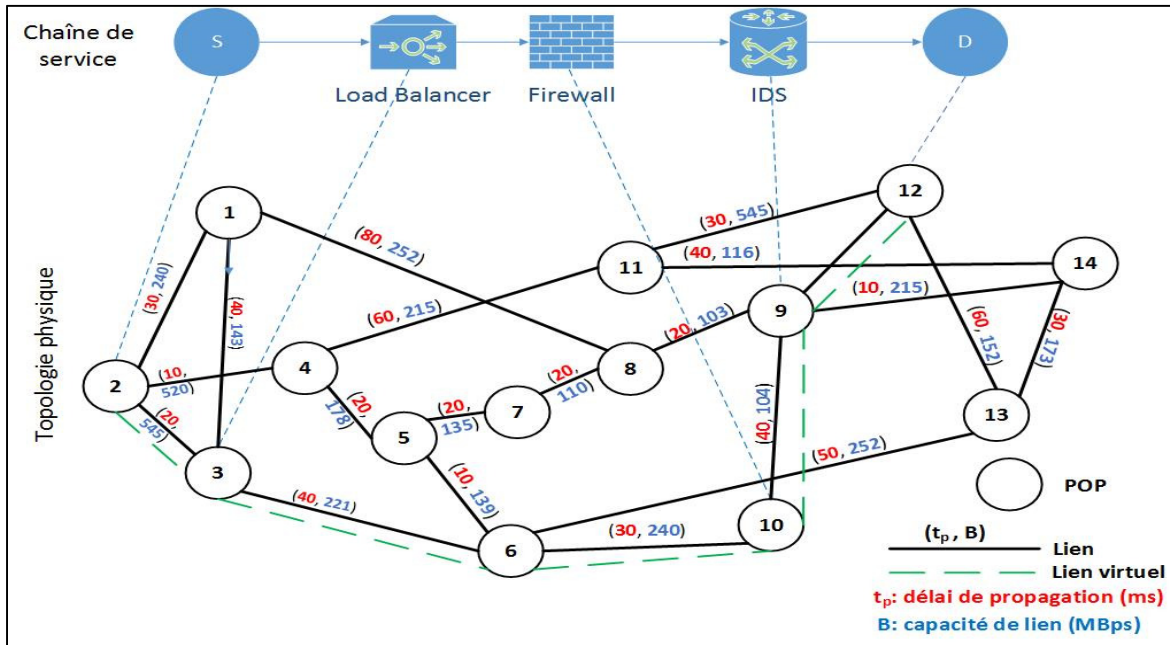 Chaîne de
service
S
D
Load Balancer
Firewall
IDS
Topologie physique
12
1
(30, 545)
(80, 252)
(40, 116)
11
14
(30, 240)
(10, 215)
(40, 143)
(60, 215)
9
(20, 103)
(60, 152)
(30, 173)
4
8
2
(10, 520)
(20, 110)
(20, 178)
(20, 135)
7
(40, 104)
13
(20, 545)
5
(50, 252)
3
(10, 139)
POP
(40, 221)
10
(30, 240)
6
(tp , B)
Lien
Lien virtuel
tp: délai de propagation (ms)
B: capacité de lien (MBps)